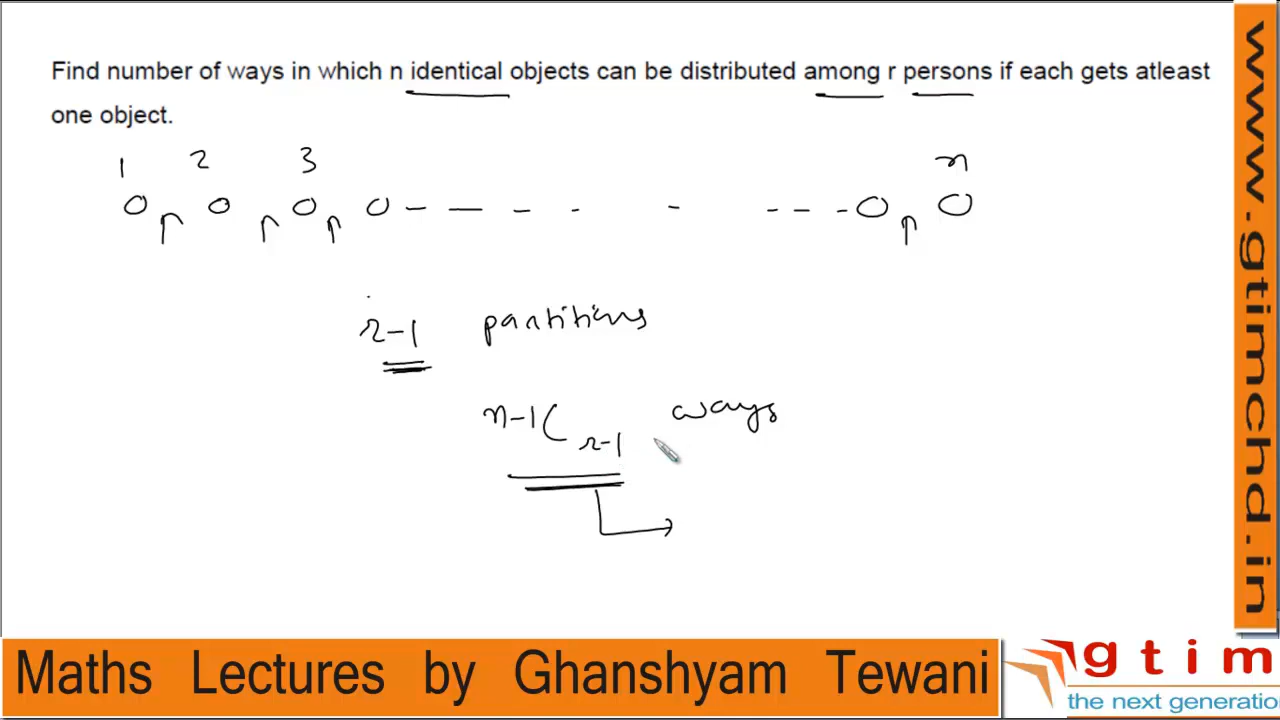 Find number of ways in which n identical objects can be distributed among r persons if each gets atleast
one object.
1 2 3 n
r-1 partitions
n-1C r-1 ways
Maths Lectures by Ghanshyam Tewani
gtim
the next generatio
www.gtimchd.in